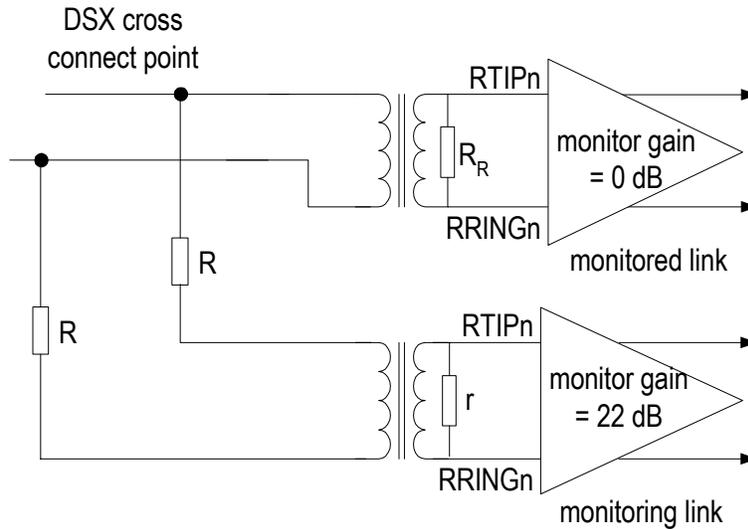 DSX cross
connect point
RTIPn
RR
monitor gain
= 0 dB
RRINGn
monitored link
R
R
RTIPn
r
monitor gain
= 22 dB
RRINGn
monitoring link